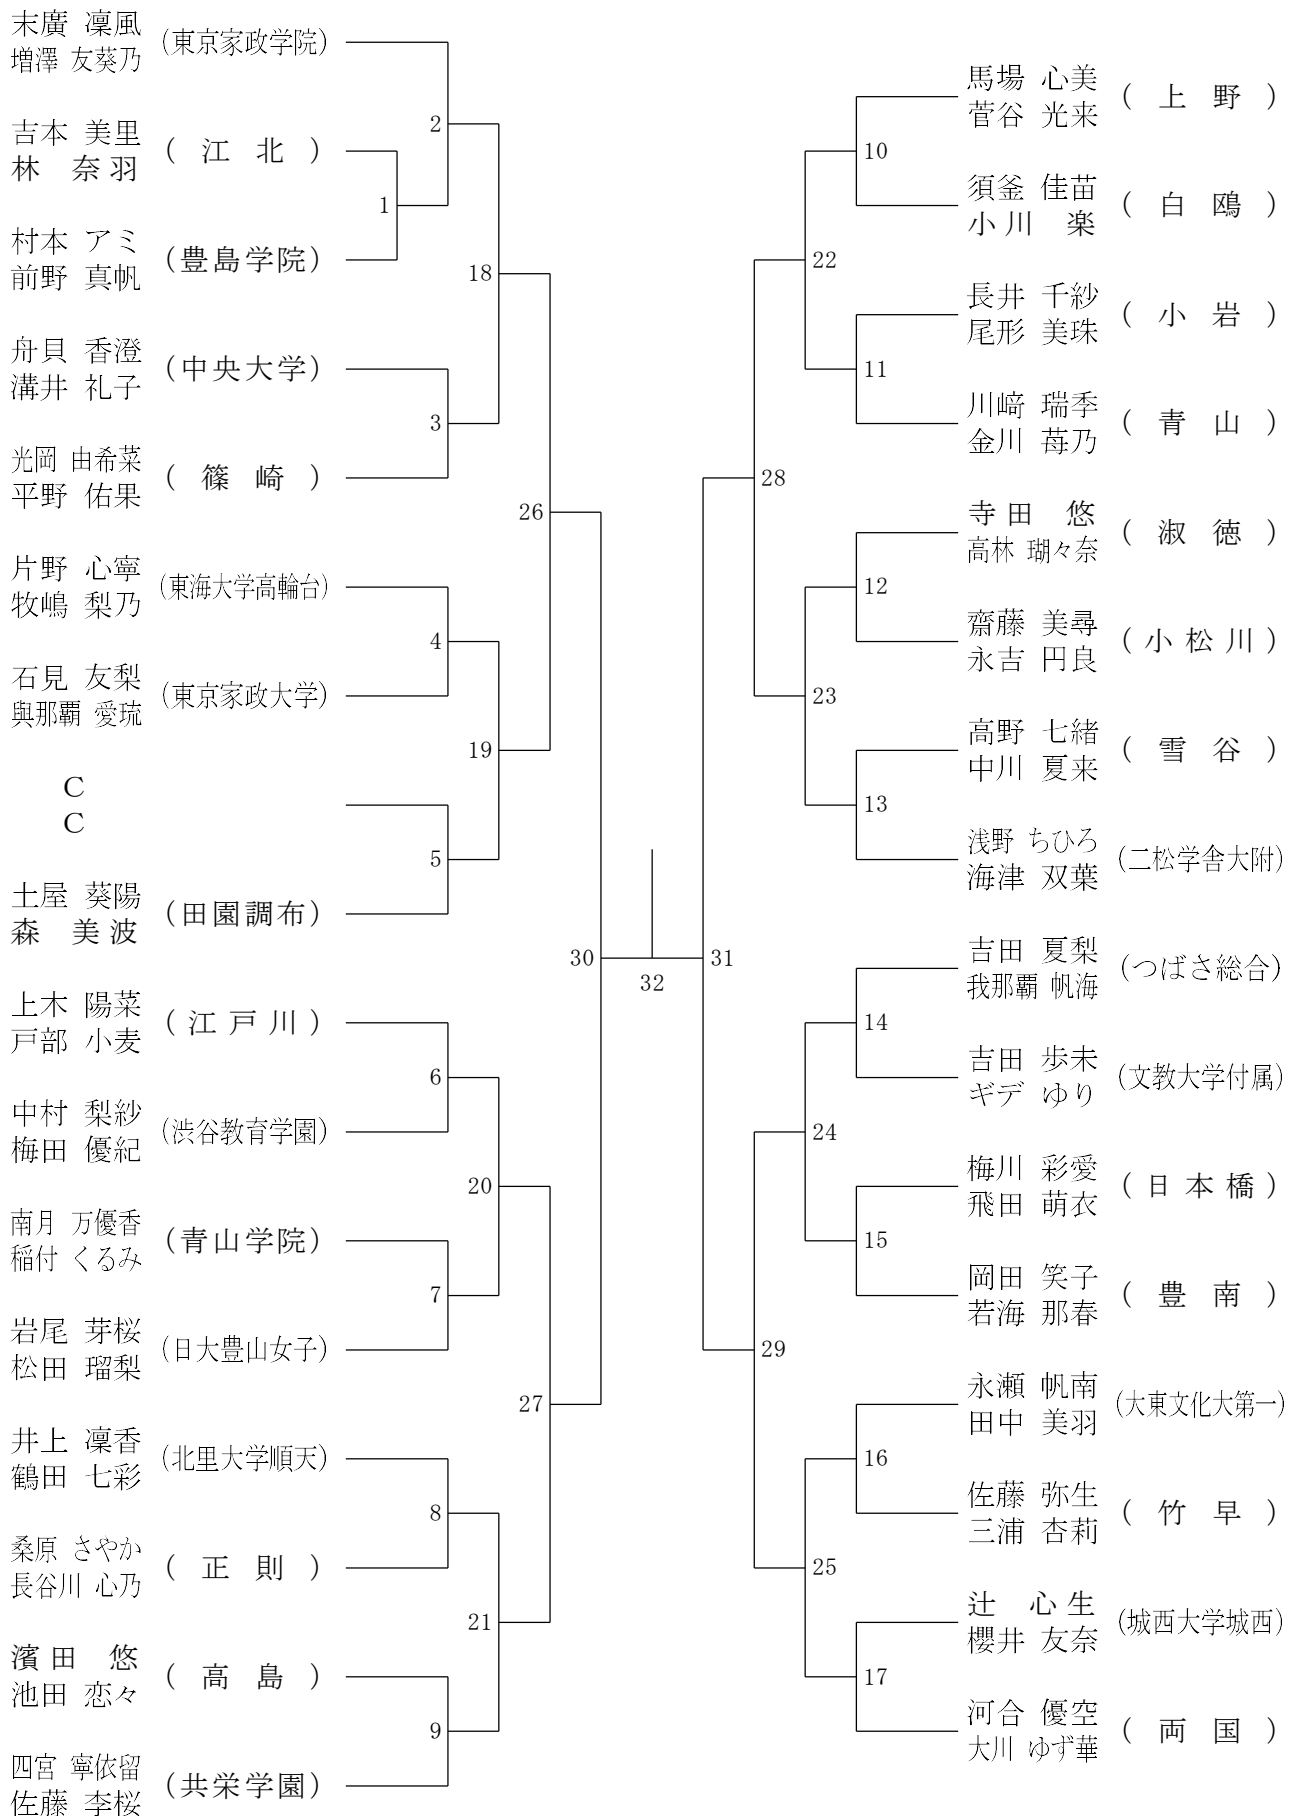 末廣 凜風
増澤 友葵乃
(東京家政学院)
吉本 美里
林 奈羽
( 江 北 )
村本 アミ
前野 真帆
(豊島学院)
舟貝 香澄
溝井 礼子
(中央大学)
光岡 由希菜
平野 佑果
( 篠 崎 )
片野 心寧
牧嶋 梨乃
(東海大学高輪台)
石見 友梨
與那覇 愛琉
(東京家政大学)
C
C
土屋 葵陽
森 美波
(田園調布)
上木 陽菜
戸部 小麦
( 江 戸 川 )
中村 梨紗
梅田 優紀
(渋谷教育学園)
南月 万優香
稲付 くるみ
(青山学院)
岩尾 芽桜
松田 瑠梨
(日大豊山女子)
井上 凜香
鶴田 七彩
(北里大学順天)
桑原 さやか
長谷川 心乃
( 正 則 )
濱田 悠
池田 恋々
( 高 島 )
四宮 寧依留
佐藤 李桜
(共栄学園)
1
2
3
4
5
6
7
8
9
18
19
20
21
26
27
30
32
31
28
29
22
23
24
25
10
11
12
13
14
15
16
17
馬場 心美
菅谷 光来
( 上 野 )
須釜 佳苗
小川 楽
( 白 鴎 )
長井 千紗
尾形 美珠
( 小 岩 )
川﨑 瑞季
金川 苺乃
( 青 山 )
寺田 悠
高林 瑚々奈
( 淑 徳 )
齋藤 美尋
永吉 円良
( 小 松 川 )
高野 七緒
中川 夏来
( 雪 谷 )
浅野 ちひろ
海津 双葉
(二松学舎大附)
吉田 夏梨
我那覇 帆海
(つばさ総合)
吉田 歩未
ギデ ゆり
(文教大学付属)
梅川 彩愛
飛田 萌衣
( 日 本 橋 )
岡田 笑子
若海 那春
( 豊 南 )
永瀬 帆南
田中 美羽
(大東文化大第一)
佐藤 弥生
三浦 杏莉
( 竹 早 )
辻 心生
櫻井 友奈
(城西大学城西)
河合 優空
大川 ゆず華
( 両 国 )